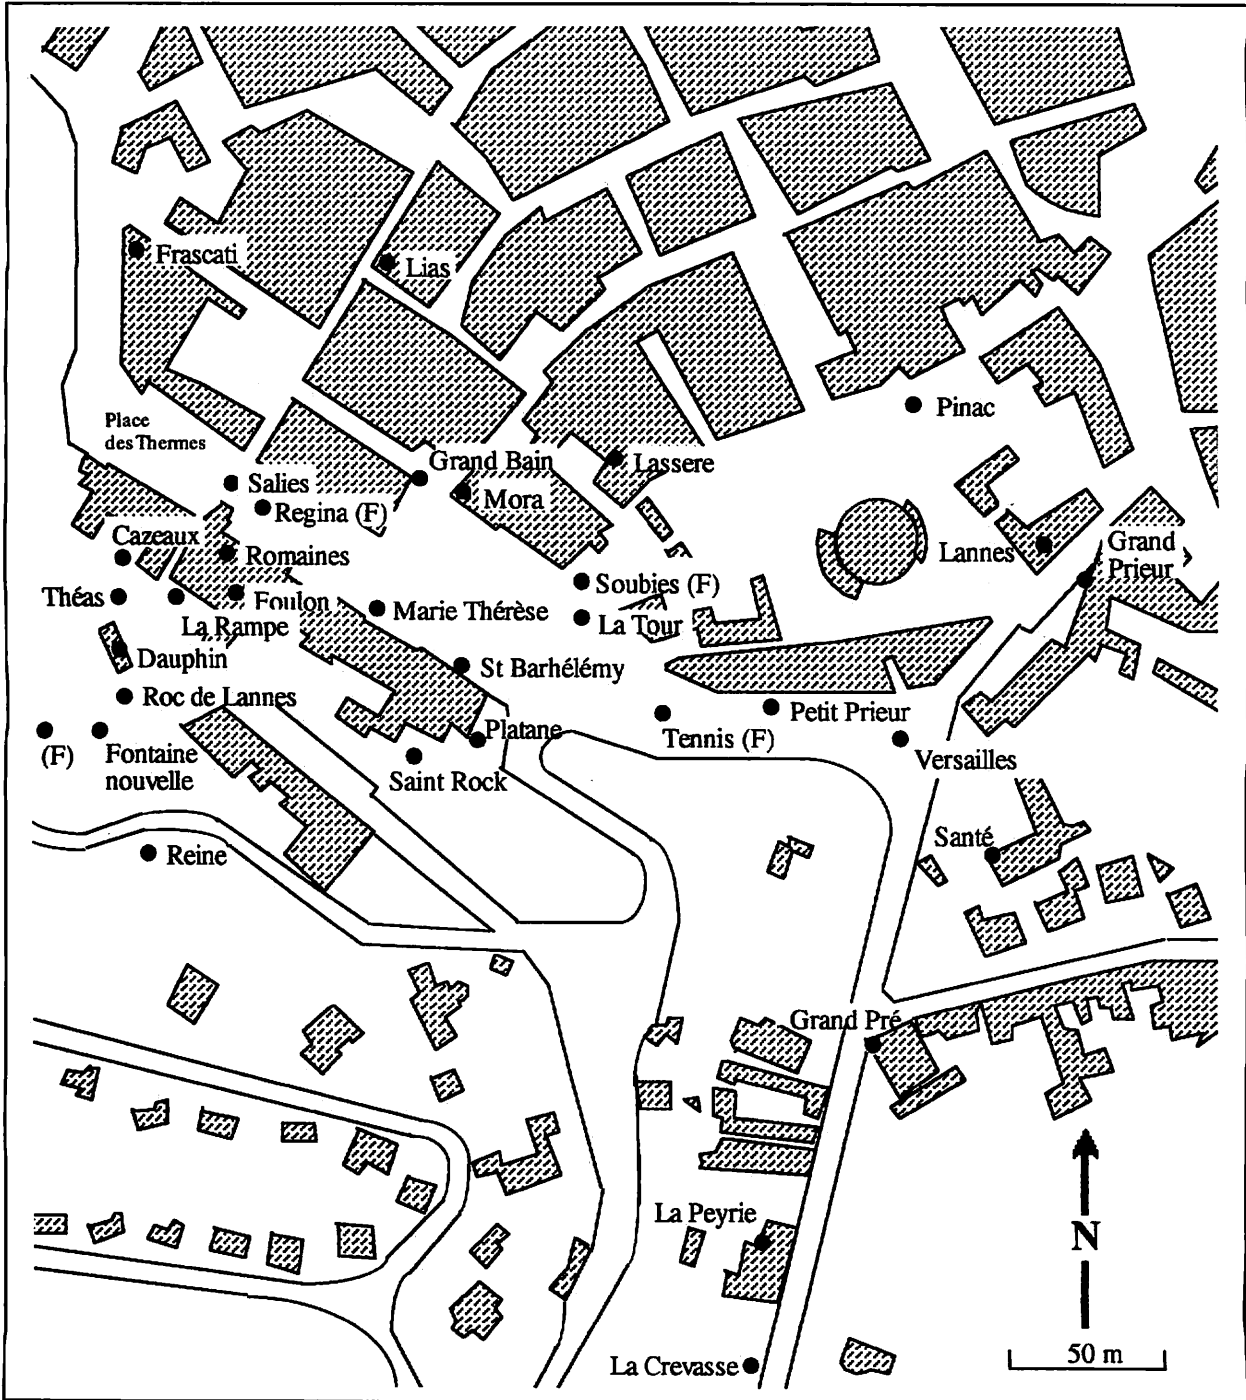 Frascati
Lias
Place
des Thermes
Pinac
Grand Bain
Lassere
Salies
Mora
Regina (F)
Cazeaux
Romaines
Lannes
Grand
Prieur
Théas
Foulon
Soubies (F)
Marie Thérèse
La Rampe
La Tour
Dauphin
St Barhélémy
Roc de Lannes
Petit Prieur
Platane
Tennis (F)
(F)
Fontaine
nouvelle
Saint Rock
Versailles
Reine
Santé
Grand Pré
La Peyrie
N
50 m
La Crevasse